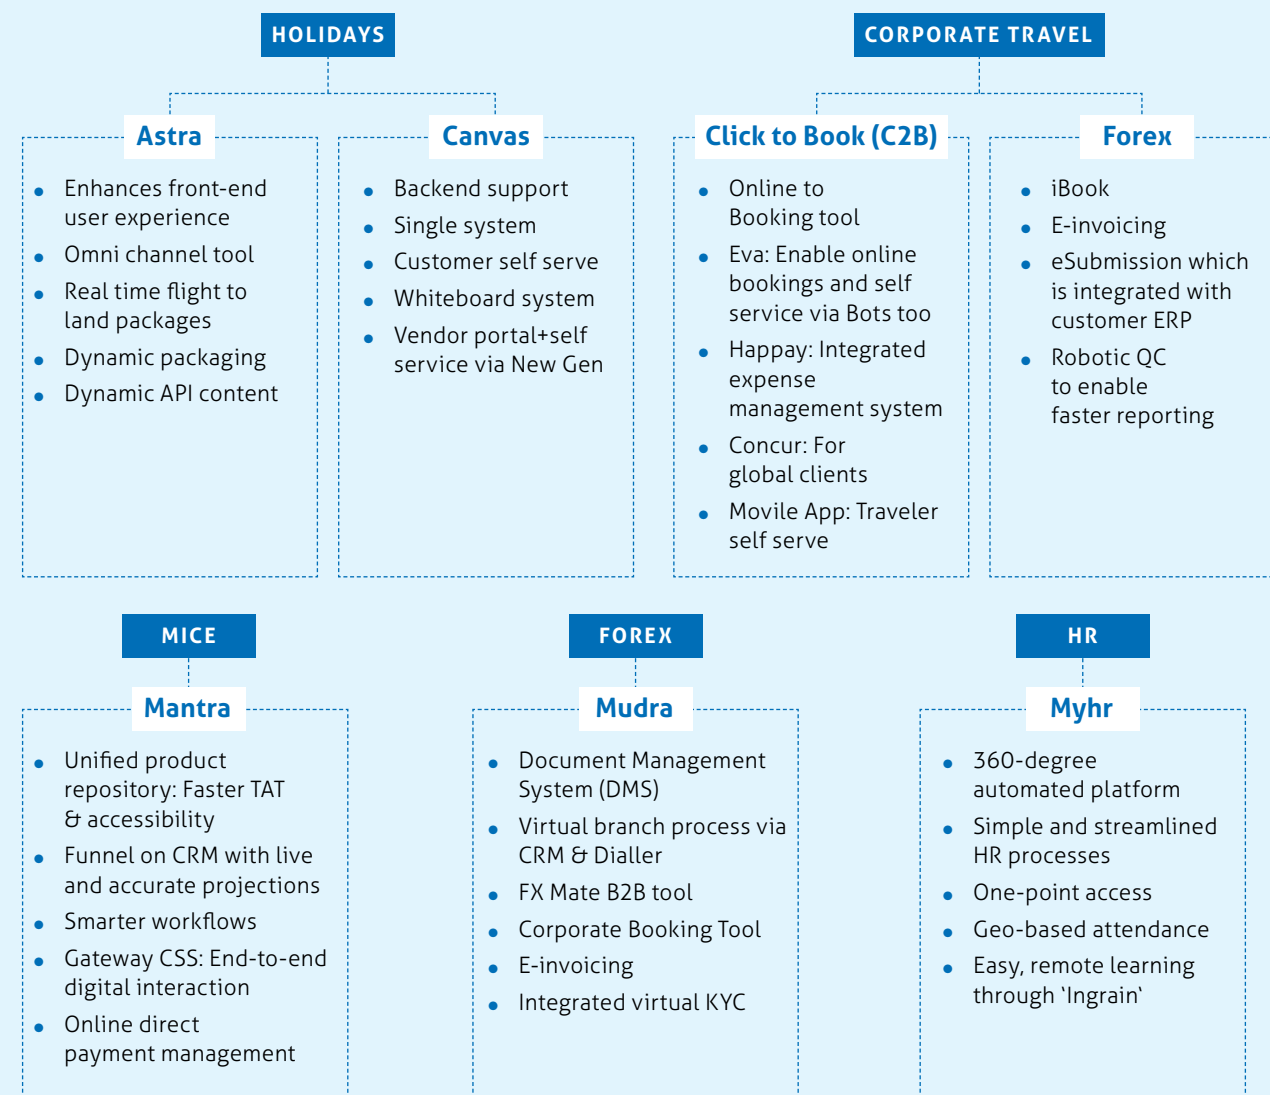 HOLIDAYS
CORPORATE TRAVEL
Astra
Enhances front-end
user experience
Omni channel tool
Real time flight to
land packages
Dynamic packaging
Dynamic API content
Canvas
Backend support
Single system
Customer self serve
Whiteboard system
Vendor portal+self
service via New Gen
Click to Book (C2B)
Online to
Booking tool
Eva: Enable online
bookings and self
service via Bots too
Happay: Integrated
expense
management system
Concur: For
global clients
Movile App: Traveler
self serve
Forex
iBook
E-invoicing
eSubmission which
is integrated with
customer ERP
Robotic QC
to enable
faster reporting
MICE
Mantra
Unified product
repository: Faster TAT
& accessibility
Funnel on CRM with live
and accurate projections
Smarter workflows
Gateway CSS: End-to-end
digital interaction
Online direct
payment management
FOREX
Mudra
Document Management
System (DMS)
Virtual branch process via
CRM & Dialler
FX Mate B2B tool
Corporate Booking Tool
E-invoicing
Integrated virtual KYC
HR
Myhr
360-degree
automated platform
Simple and streamlined
HR processes
One-point access
Geo-based attendance
Easy, remote learning
through ‘Ingrain‘